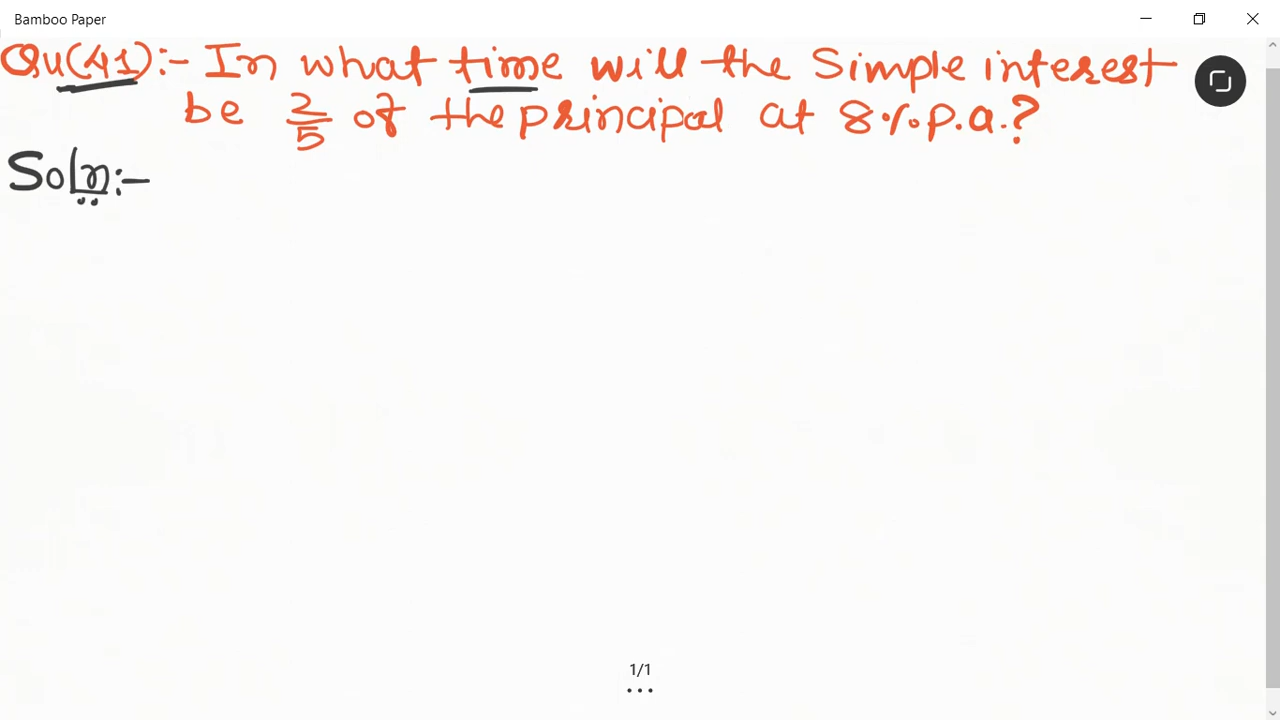 Bamboo Paper
Qu(41):- In what time will the Simple interest
be 2/5 of the principal at 8%.p.a.?
Soln:-
1/1